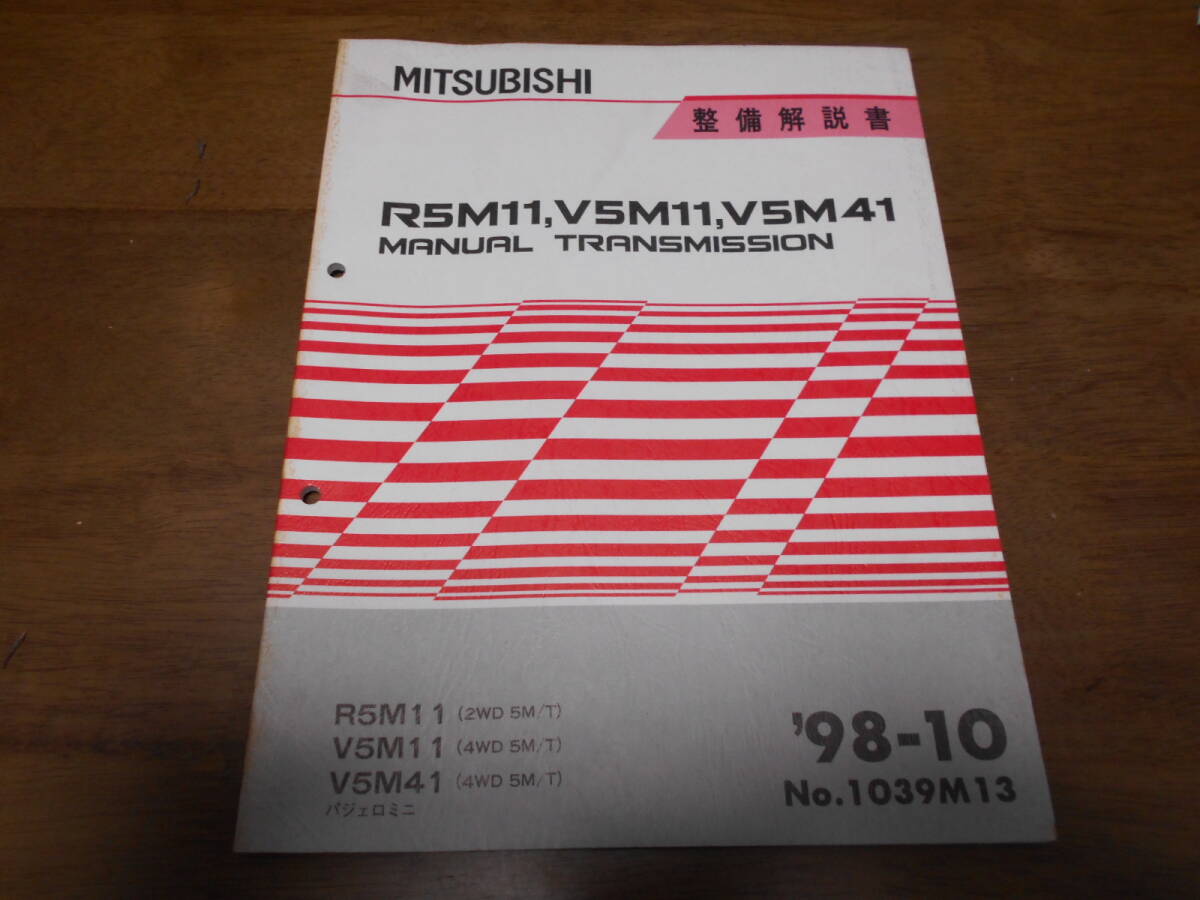 MITSUBISHI
整備解説書
R5M11,V5M11,V5M41
MANUAL TRANSMISSION
R5M11 (2WD 5M/T)
V5M11 (4WD 5M/T)
V5M41 (4WD 5M/T)
パジェロミニ
'98-10
No.1039M13